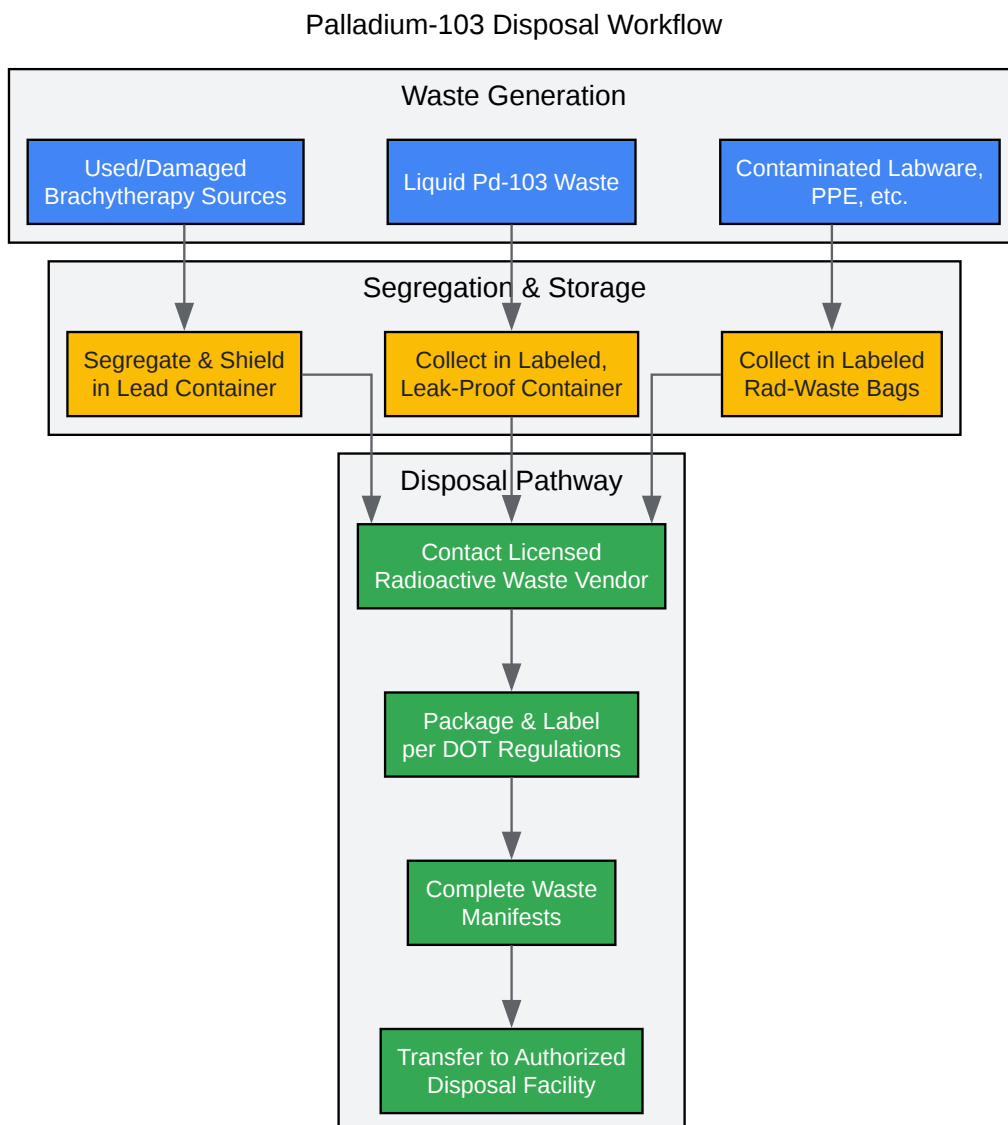 Palladium-103 Disposal Workflow
Waste Generation
Used/Damaged
Brachytherapy Sources
Liquid Pd-103 Waste
Contaminated Labware,
PPE, etc.
Segregation & Storage
Segregate & Shield
in Lead Container
Collect in Labeled,
Leak-Proof Container
Collect in Labeled
Rad-Waste Bags
Disposal Pathway
Contact Licensed
Radioactive Waste Vendor
Package & Label
per DOT Regulations
Complete Waste
Manifests
Transfer to Authorized
Disposal Facility